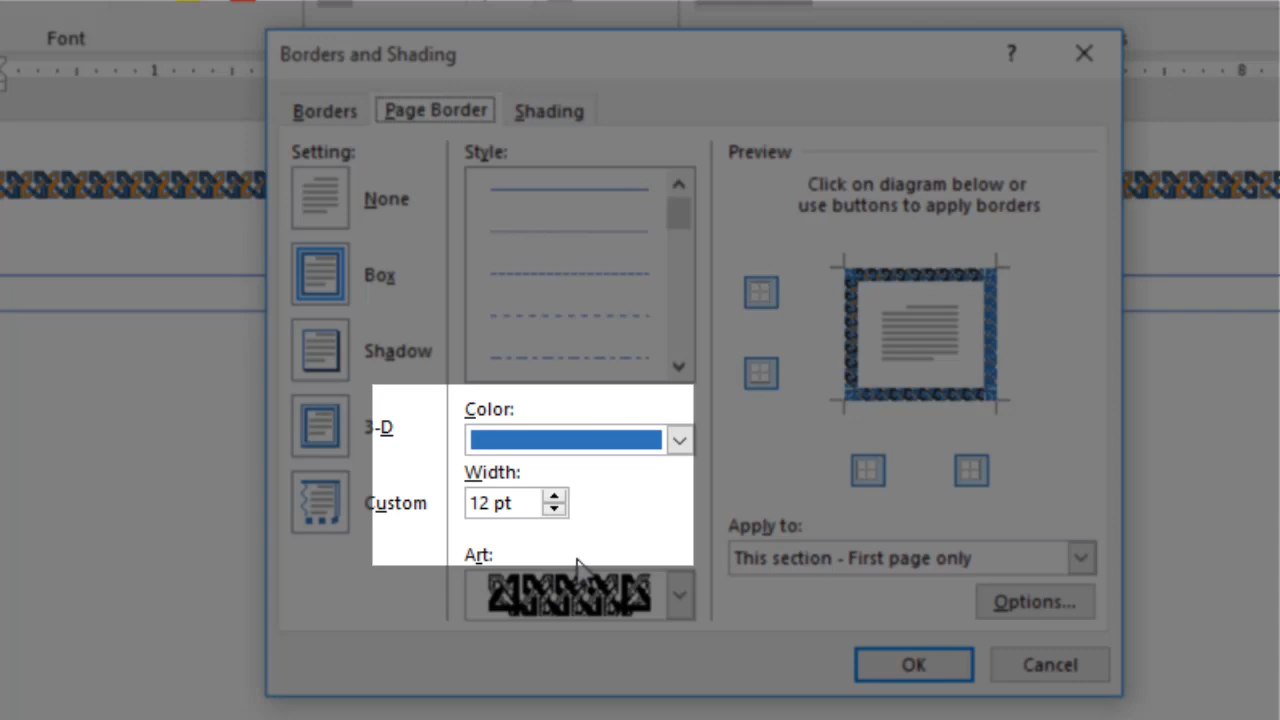 Font
1
8
Borders and Shading
?
Borders
Page Border
Shading
Setting:
None
Box
Shadow
3-D
Custom
Style:
Color:
Width:
12 pt
Art:
Preview
Click on diagram below or
use buttons to apply borders
Apply to:
This section - First page only
Options...
OK
Cancel